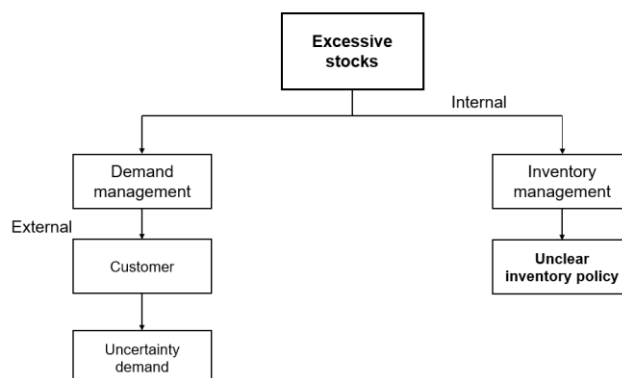 Excessive
stocks
Internal
Demand
management
Inventory
management
External
Customer
Unclear
inventory policy
Uncertainty
demand